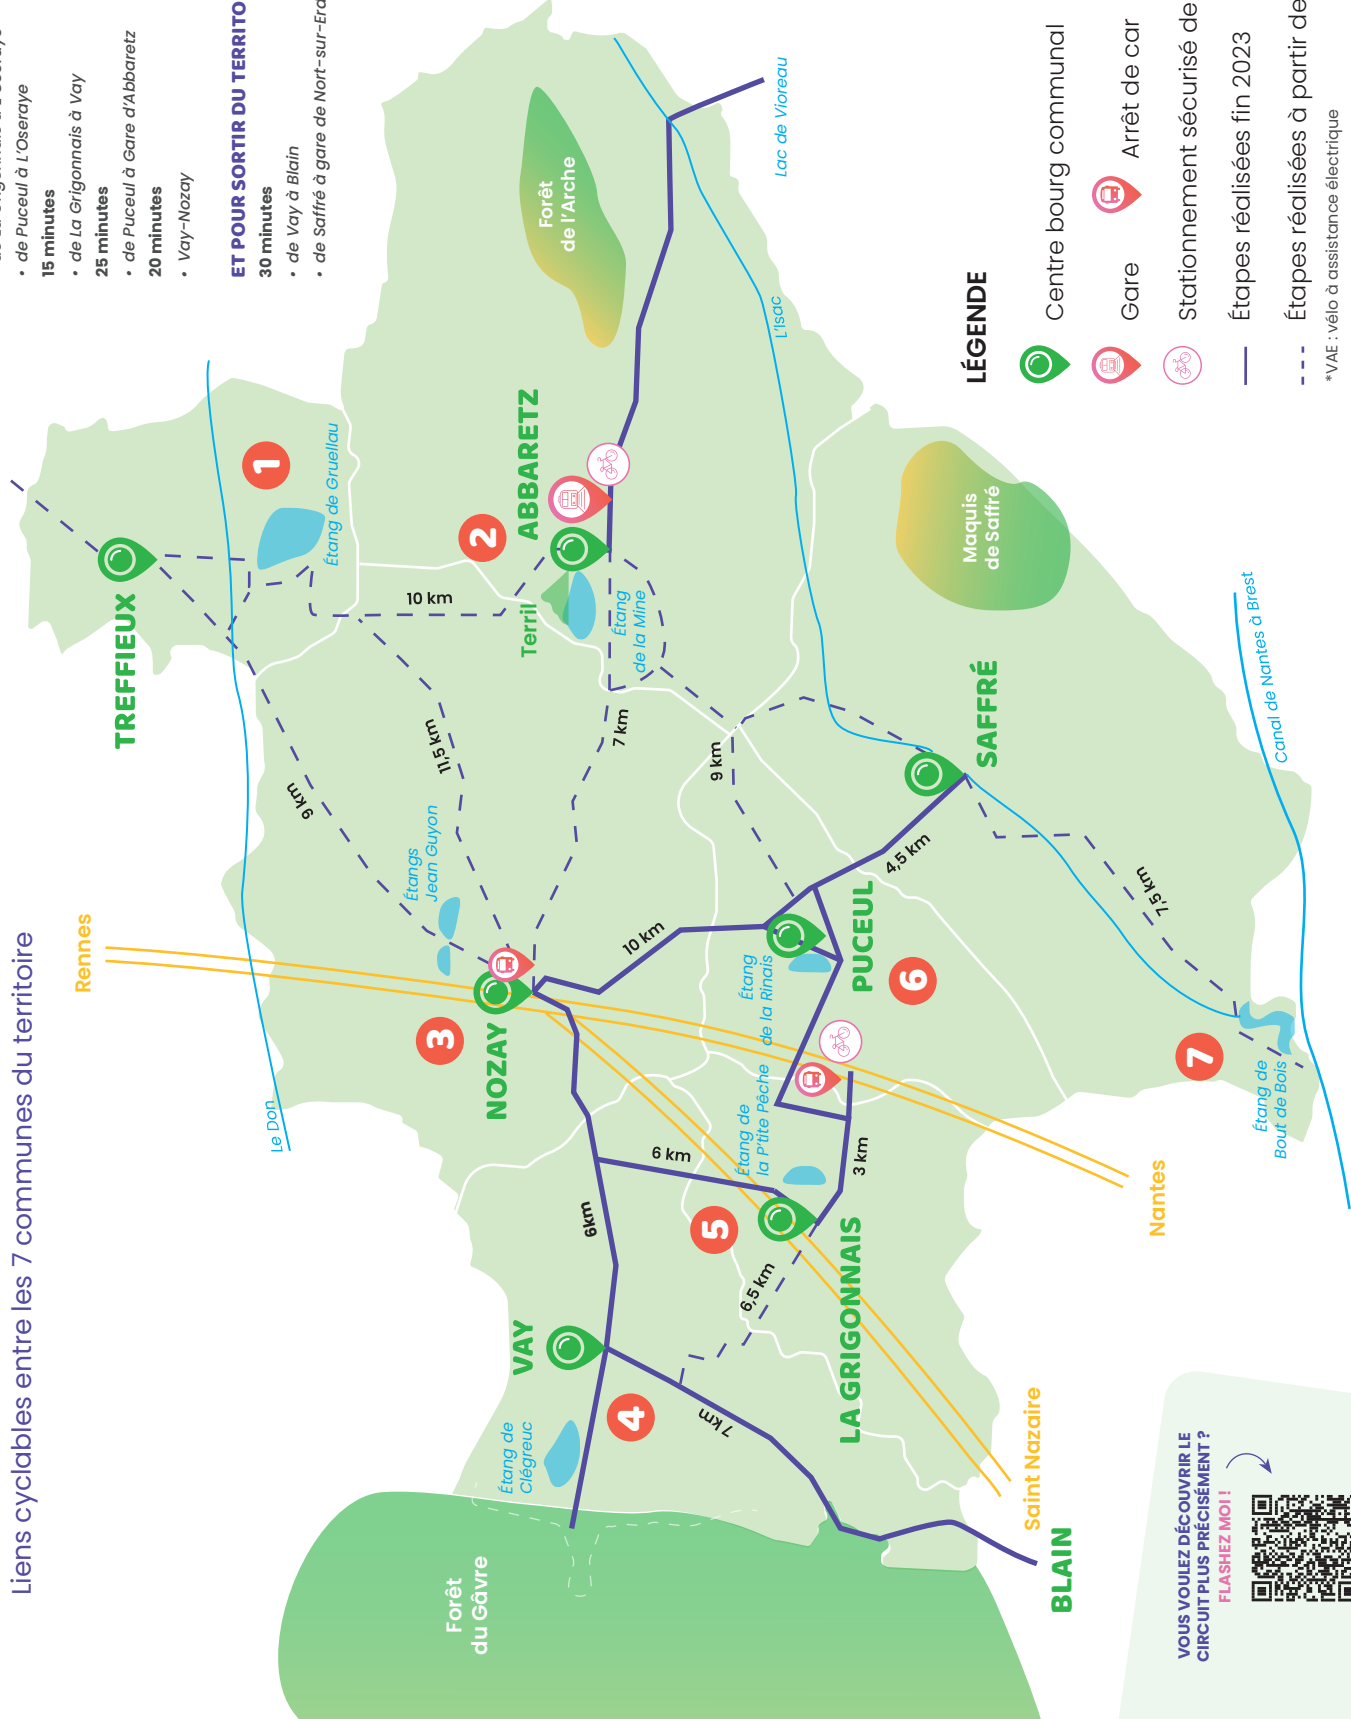 Liens cyclables entre les 7 communes du territoire
• de Puceul à L'Oseraye
15 minutes
• de La Grigonnais à Vay
25 minutes
• de Puceul à Gare d'Abbaretz
20 minutes
• Vay-Nozay
ET POUR SORTIR DU TERRITO
30 minutes
• de Vay à Blain
• de Saffré à gare de Nort-sur-Erd
Rennes
TREFFIEUX
1
Étang de Gruellau
Le Don
9 km
11,5 km
10 km
Étangs
Jean Guyon
2
ABBARETZ
Terril
Étang
de la Mine
Forêt
de l'Arche
Lac de Vioreau
L'Isac
3
NOZAY
7 km
9 km
10 km
VAY
6km
6 km
Étang de
Clégreuc
4
7 km
Forêt
du Gâvre
5
Étang de
la P'tite Pêche
Étang
de la Rinais
3 km
6,5 km
LA GRIGONNAIS
PUCEUL
6
4,5 km
SAFFRÉ
Maquis
de Saffré
7,5 km
7
Étang de
Bout de Bois
Canal de Nantes à Brest
Nantes
Saint Nazaire
BLAIN
LÉGENDE
Centre bourg communal
Gare
Arrêt de car
Stationnement sécurisé de
Étapes réalisées fin 2023
Étapes réalisées à partir de
*VAE : vélo à assistance électrique
VOUS VOULEZ DÉCOUVRIR LE
CIRCUIT PLUS PRÉCISÉMENT ?
FLASHEZ MOI !